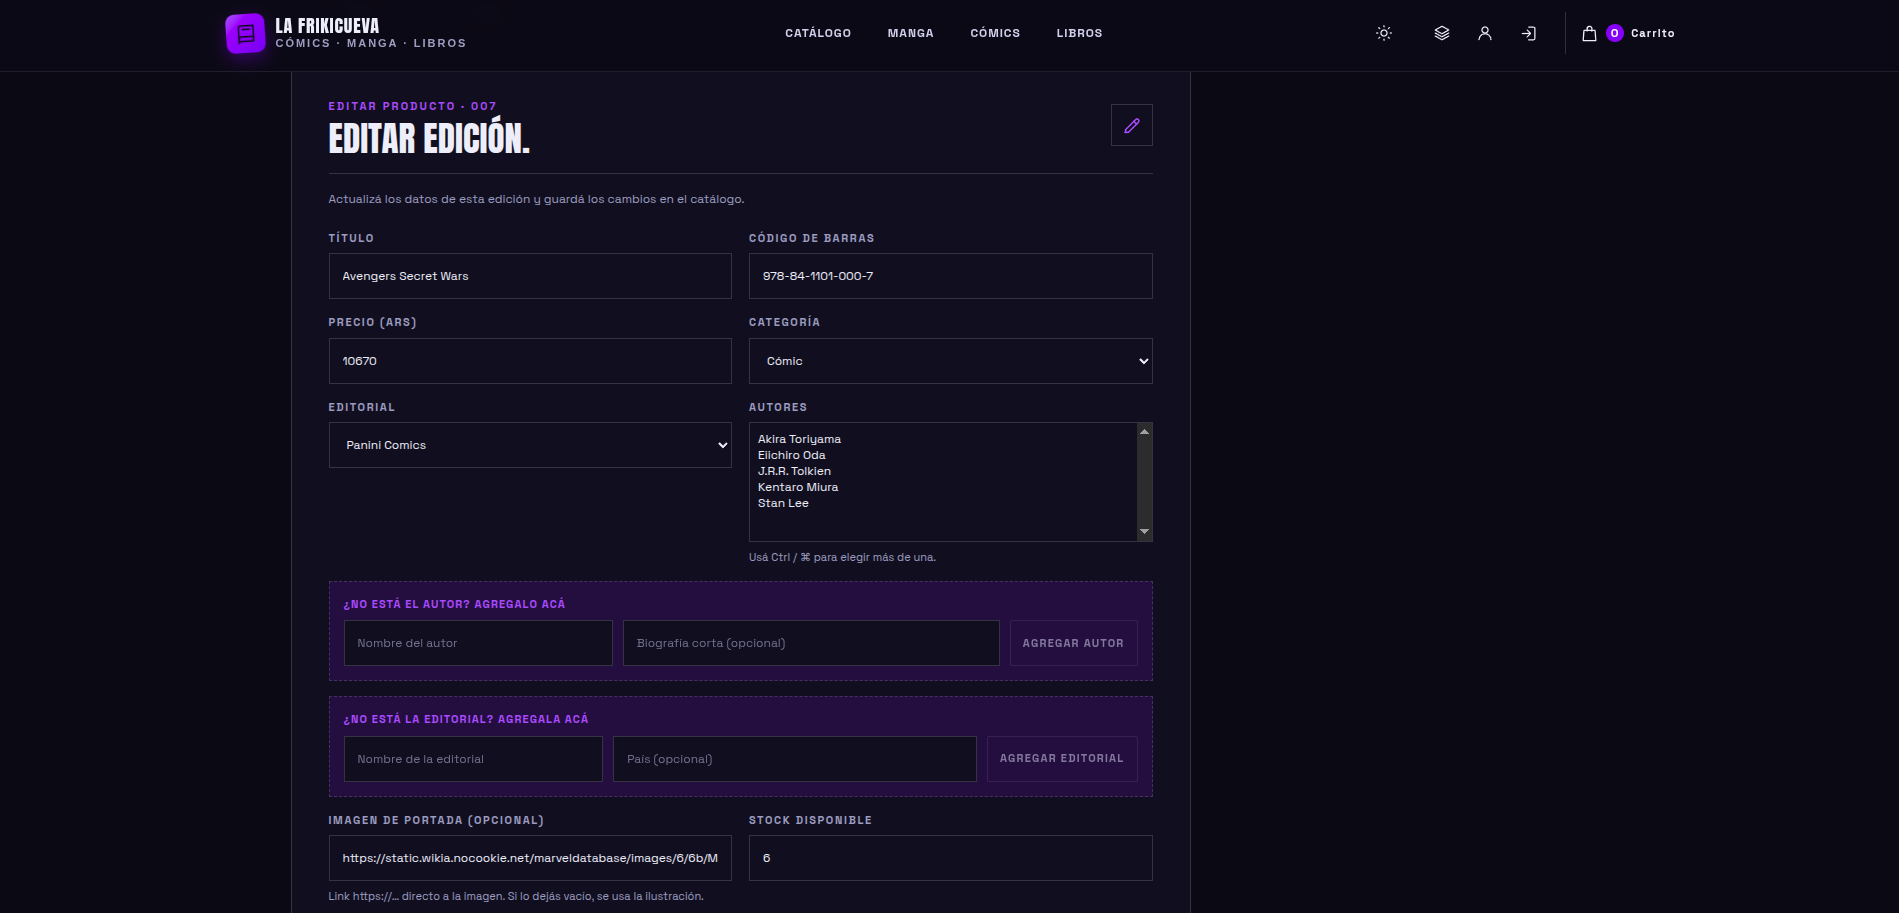 LA FRIKICUEVA
CÓMICS · MANGA · LIBROS
CATÁLOGO
MANGA
CÓMICS
LIBROS
0
Carrito
EDITAR PRODUCTO · 007
EDITAR EDICIÓN.
Actualizá los datos de esta edición y guardá los cambios en el catálogo.
TÍTULO
Avengers Secret Wars
CÓDIGO DE BARRAS
978-84-1101-000-7
PRECIO (ARS)
10670
CATEGORÍA
Cómic
EDITORIAL
Panini Comics
AUTORES
Akira Toriyama
Eiichiro Oda
J.R.R. Tolkien
Kentaro Miura
Stan Lee
Usá Ctrl / ⌘ para elegir más de una.
¿NO ESTÁ EL AUTOR? AGREGALO ACÁ
Nombre del autor
Biografía corta (opcional)
AGREGAR AUTOR
¿NO ESTÁ LA EDITORIAL? AGREGALA ACÁ
Nombre de la editorial
País (opcional)
AGREGAR EDITORIAL
IMAGEN DE PORTADA (OPCIONAL)
https://static.wikia.nocookie.net/marveldatabase/images/6/6b/M
STOCK DISPONIBLE
6
Link https://… directo a la imagen. Si lo dejás vacío, se usa la ilustración.